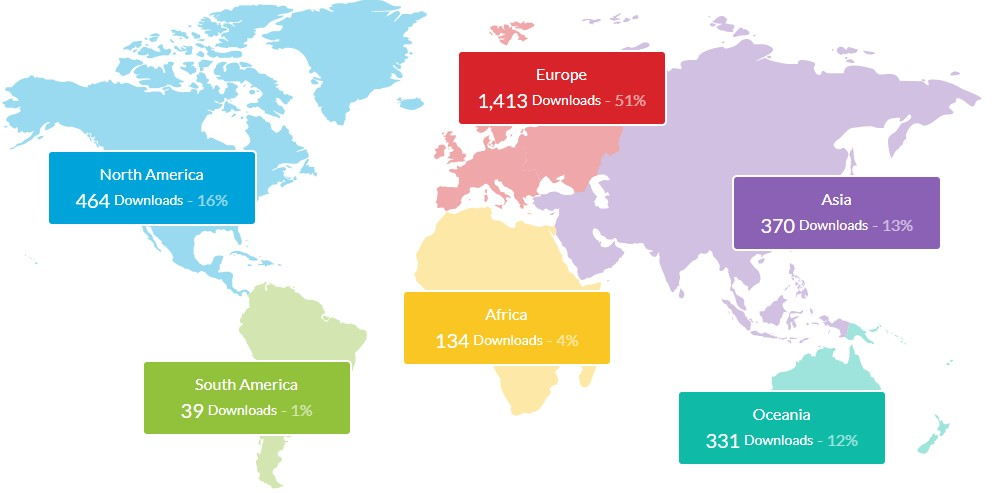 Europe
1,413 Downloads - 51%
North America
464 Downloads - 16%
Asia
370 Downloads - 13%
Africa
134 Downloads - 4%
South America
39 Downloads - 1%
Oceania
331 Downloads - 12%